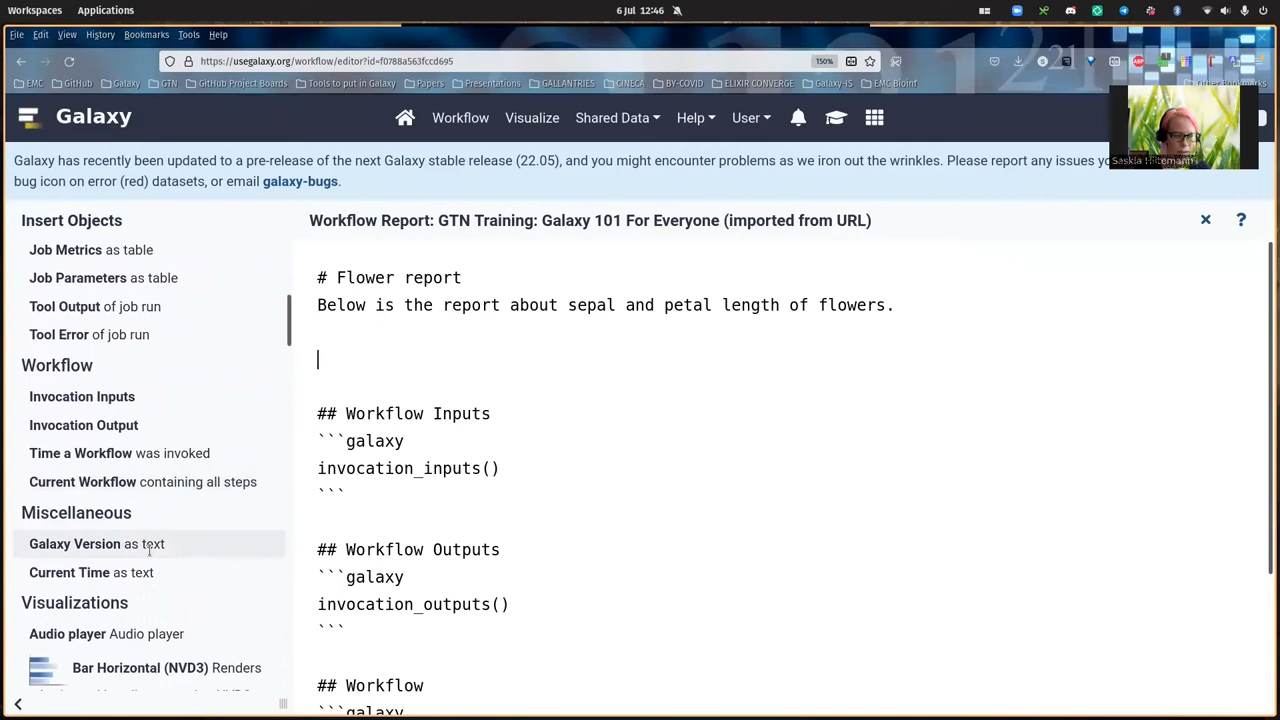 Workspaces Applications 6 Jul 12:46
File Edit View History Bookmarks Tools Help
https://usegalaxy.org/workflow/editor?id=f0788a563fccd695 150%
EMC GitHub Galaxy GTN GitHub Project Boards Tools to put in Galaxy Papers Presentations GALLANTRIES CINECA BY-COVID ELIXIR CONVERGE Galaxy-IS EMC Bioinf Other Bookmarks
Galaxy Workflow Visualize Shared Data Help User
Galaxy has recently been updated to a pre-release of the next Galaxy stable release (22.05), and you might encounter problems as we iron out the wrinkles. Please report any issues
bug icon on error (red) datasets, or email galaxy-bugs.
Insert Objects
Job Metrics as table
Job Parameters as table
Tool Output of job run
Tool Error of job run
Workflow
Invocation Inputs
Invocation Output
Time a Workflow was invoked
Current Workflow containing all steps
Miscellaneous
Galaxy Version as text
Current Time as text
Visualizations
Audio player Audio player
Bar Horizontal (NVD3) Renders
Workflow Report: GTN Training: Galaxy 101 For Everyone (imported from URL)
# Flower report
Below is the report about sepal and petal length of flowers.
## Workflow Inputs
```galaxy
invocation_inputs()
```
## Workflow Outputs
```galaxy
invocation_outputs()
```
## Workflow
```galaxy